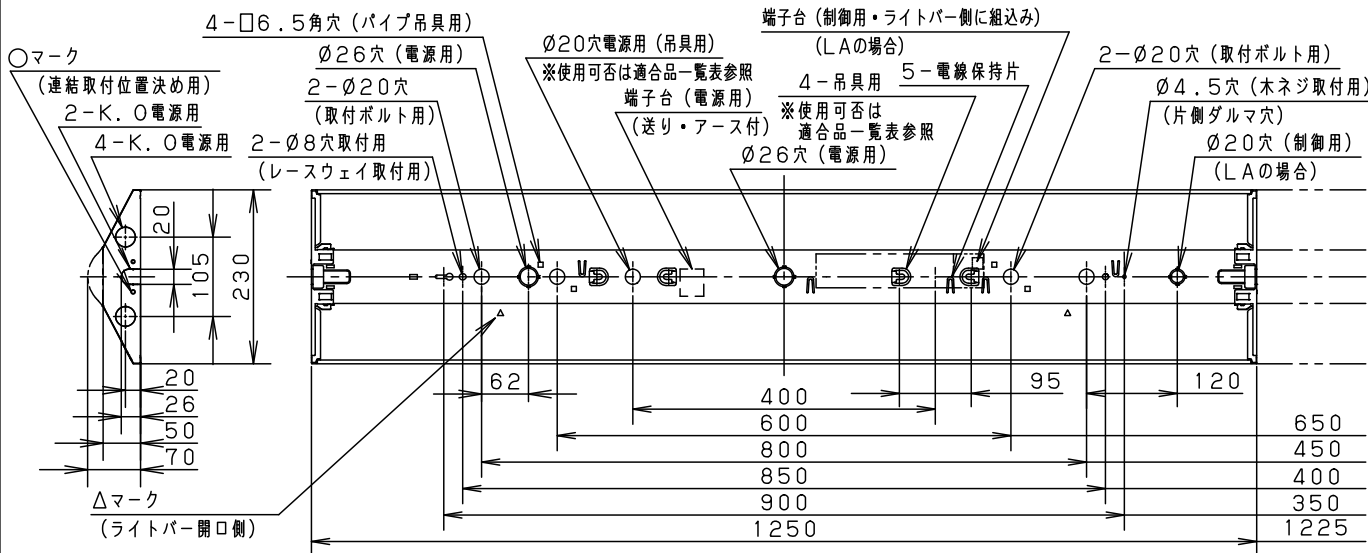 4-□6.5角穴(パイプ吊具用)
端子台(制御用・ライトバー側に組込み)
(LAの場合)
○マーク
(連結取付位置決め用)
Ø26穴(電源用)
Ø20穴電源用(吊具用)
※使用可否は適合品一覧表参照
2-Ø20穴(取付ボルト用)
5-電線保持片
4-吊具用
※使用可否は
適合品一覧表参照
Ø4.5穴(木ネジ取付用)
(片側ダルマ穴)
2-K.O電源用
2-Ø20穴
(取付ボルト用)
端子台(電源用)
(送り・アース付)
4-K.O電源用
2-Ø8穴取付用
(レースウェイ取付用)
Ø26穴(電源用)
Ø20穴(制御用)
(LAの場合)
20
105
230
20
26
50
70
62
95
120
400
600
650
800
450
850
400
900
350
1250
1225
△マーク
(ライトバー開口側)